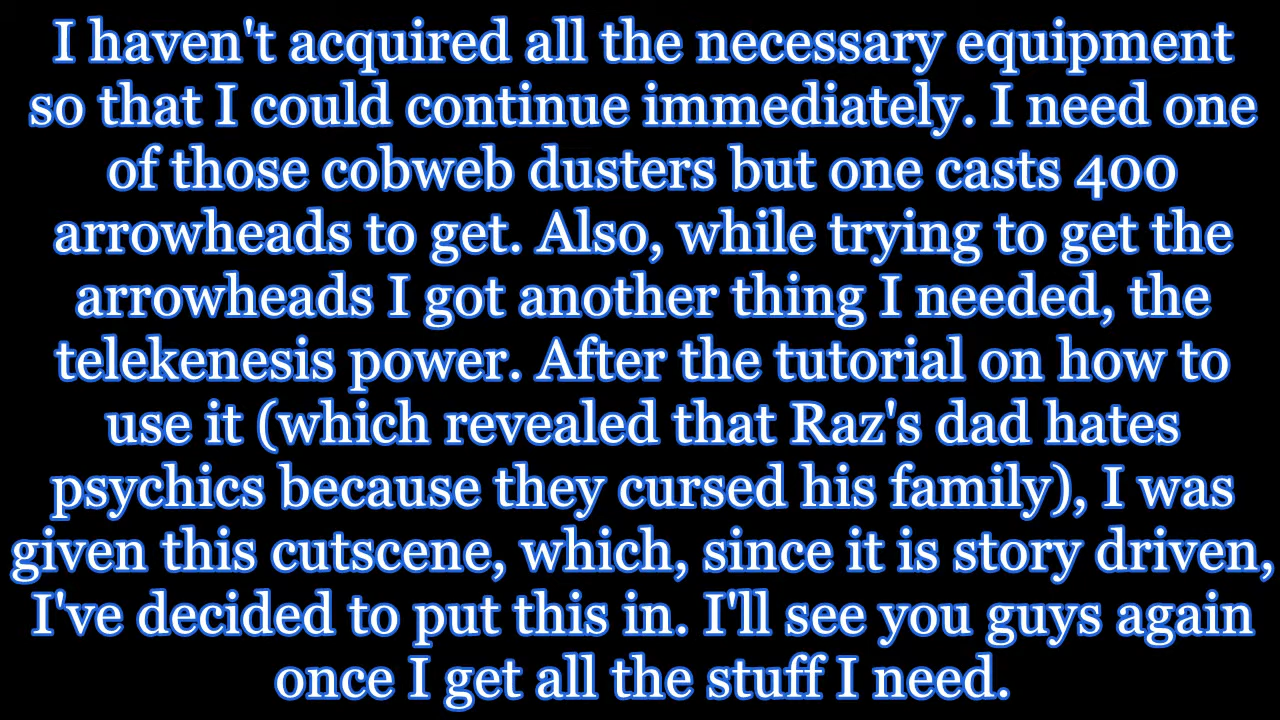 I haven't acquired all the necessary equipment
so that I could continue immediately. I need one
of those cobweb dusters but one casts 400
arrowheads to get. Also, while trying to get the
arrowheads I got another thing I needed, the
telekenesis power. After the tutorial on how to
use it (which revealed that Raz's dad hates
psychics because they cursed his family), I was
given this cutscene, which, since it is story driven,
I've decided to put this in. I'll see you guys again
once I get all the stuff I need.